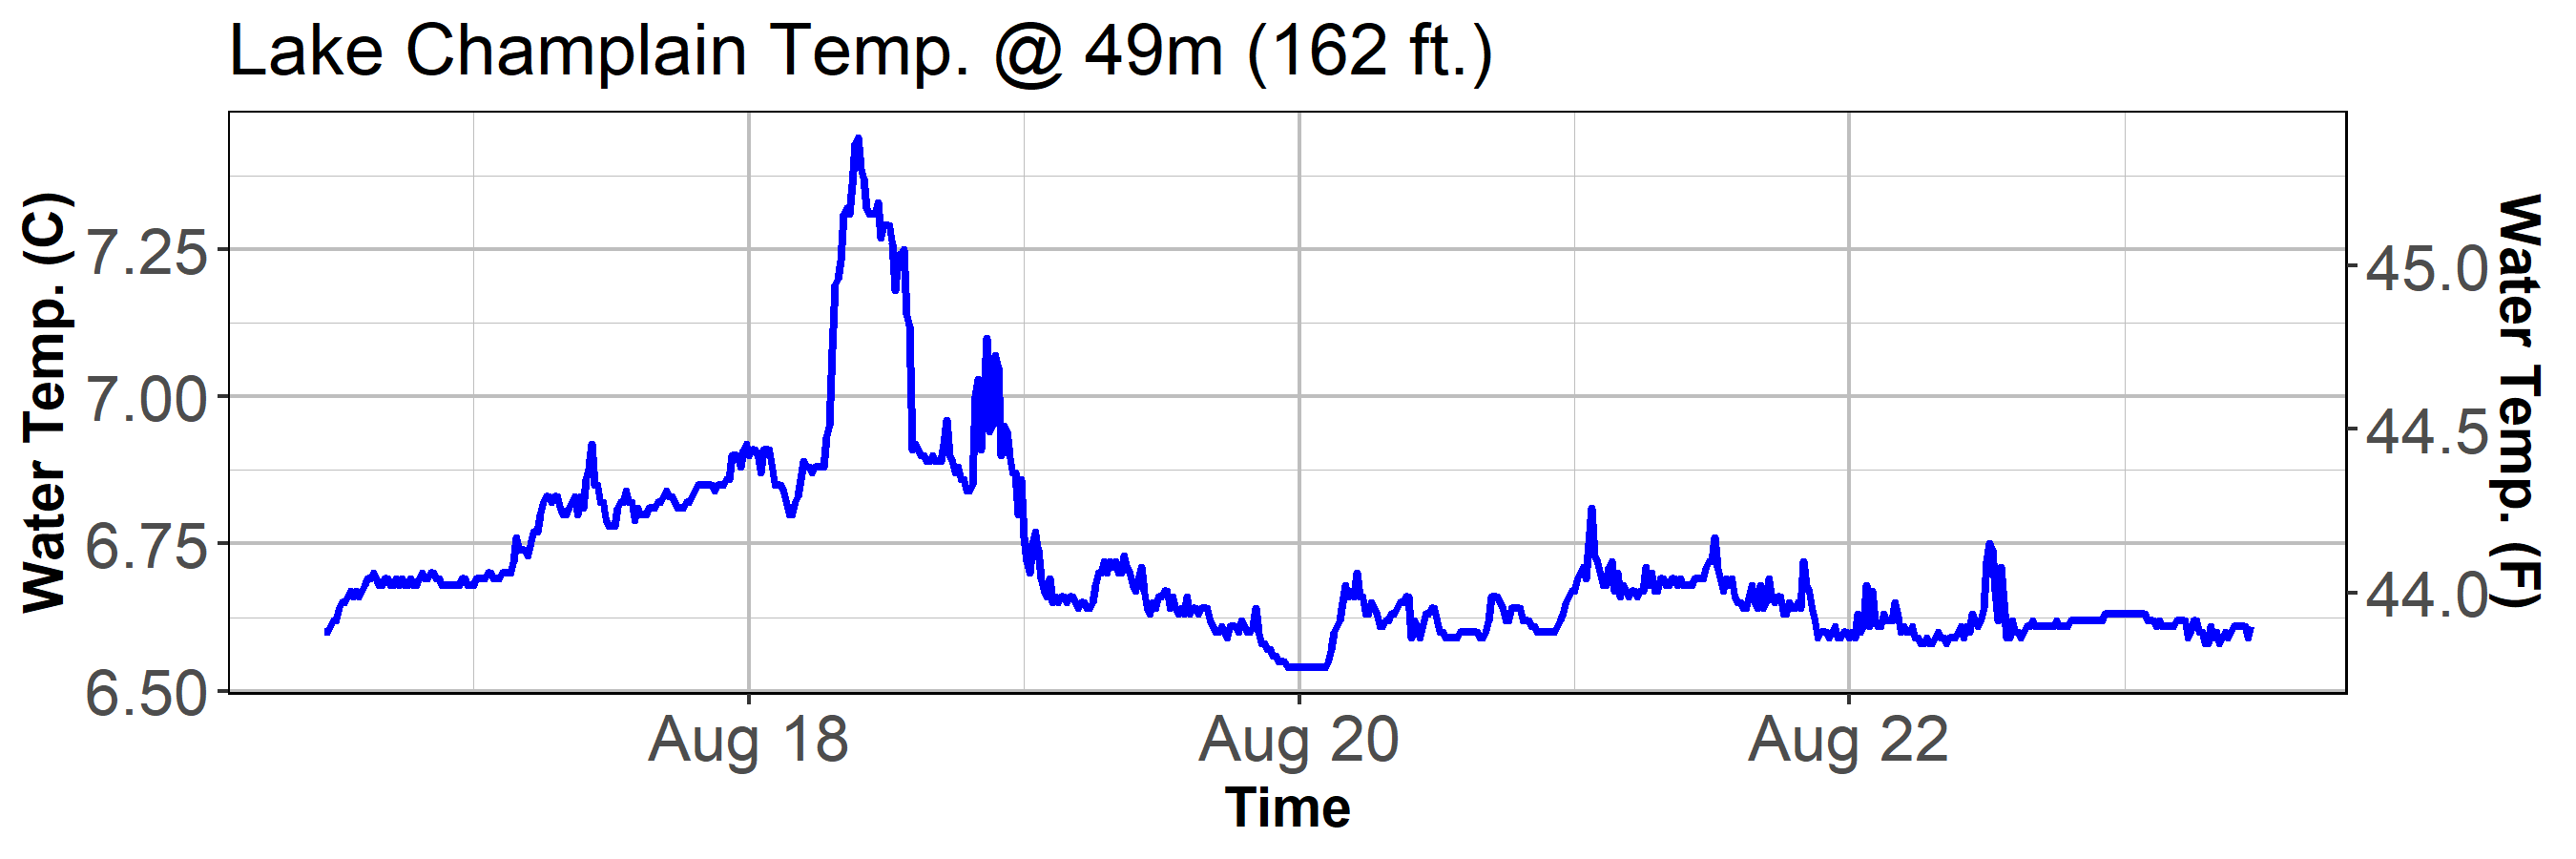 Lake Champlain Temp. @ 49m (162 ft.)
Water Temp. (C)
7.25
7.00
6.75
6.50
45.0
44.5
44.0
Water Temp. (F)
Aug 18 Aug 20 Aug 22
Time